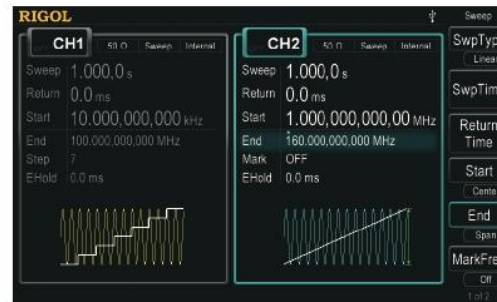 RIGOL
Sweep
CH1 50 Ω Sweep Internal
Sweep 1.000,0 s
Return 0.0 ms
Start 10.000,000,000 kHz
End 100.000,000,000 MHz
Step 7
EHold 0.0 ms
CH2 50 Ω Sweep Internal
Sweep 1.000,0 s
Return 0.0 ms
Start 1.000,000,000,00 MHz
End 160.000,000,000 MHz
Mark OFF
EHold 0.0 ms
SwpTyp
Linea
SwpTim
Return
Time
Start
Cente
End
Span
MarkFre
Off
1 of 2